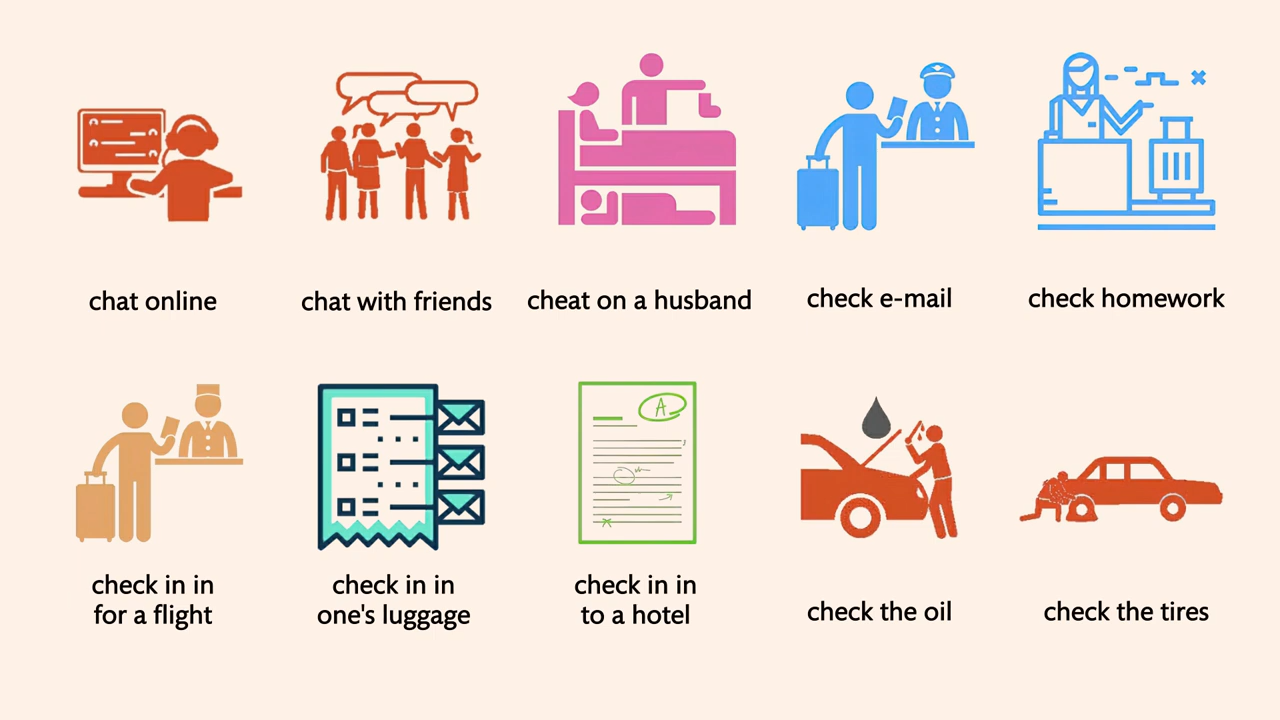 chat online
chat with friends
cheat on a husband
check e-mail
check homework
A
check in in
for a flight
check in in
one's luggage
check in in
to a hotel
check the oil
check the tires